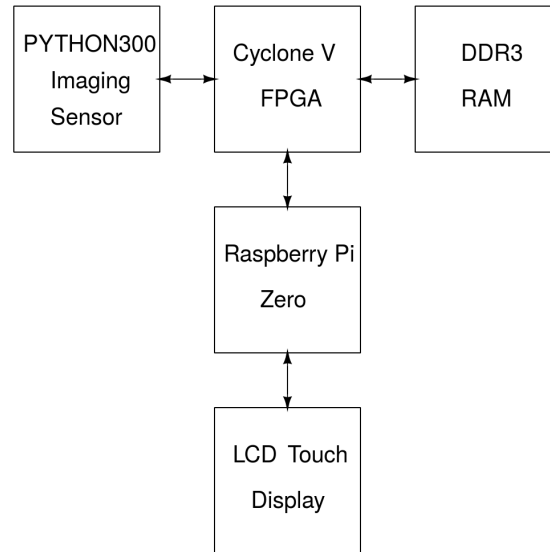 PYTHON300
Imaging
Sensor
Cyclone V
FPGA
DDR3
RAM
Raspberry Pi
Zero
LCD Touch
Display